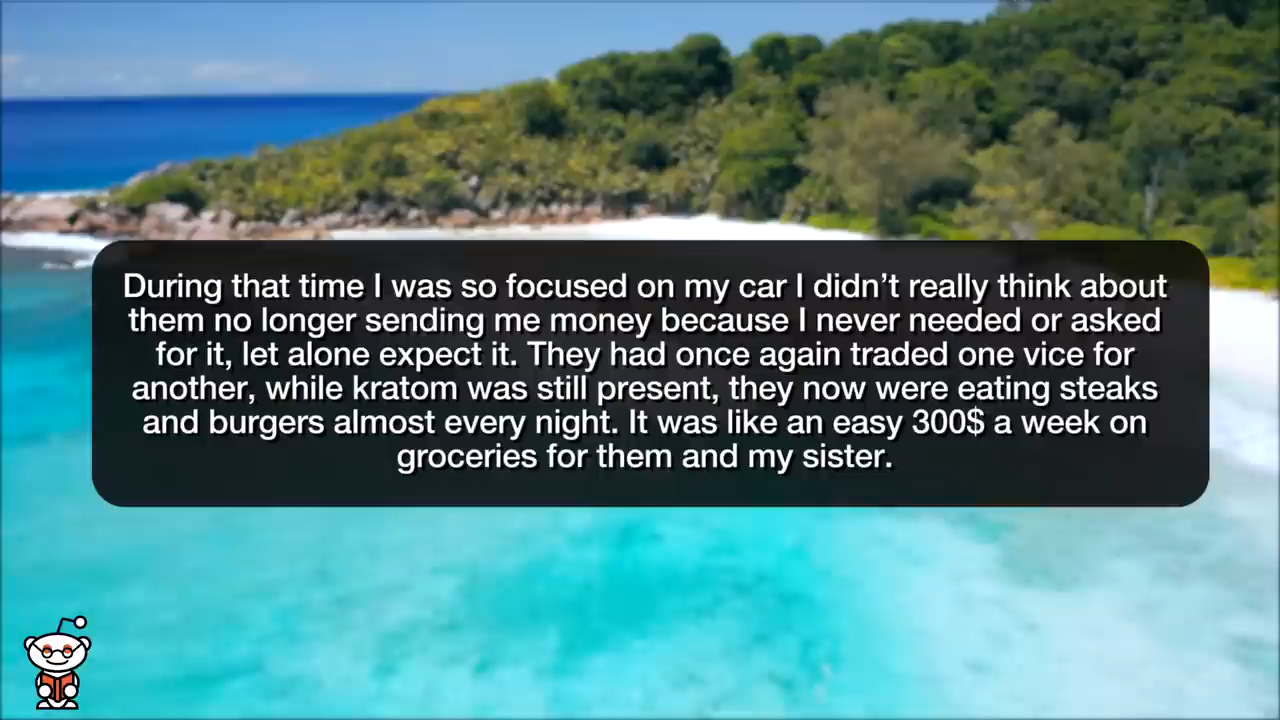 During that time I was so focused on my car I didn’t really think about
them no longer sending me money because I never needed or asked
for it, let alone expect it. They had once again traded one vice for
another, while kratom was still present, they now were eating steaks
and burgers almost every night. It was like an easy 300$ a week on
groceries for them and my sister.